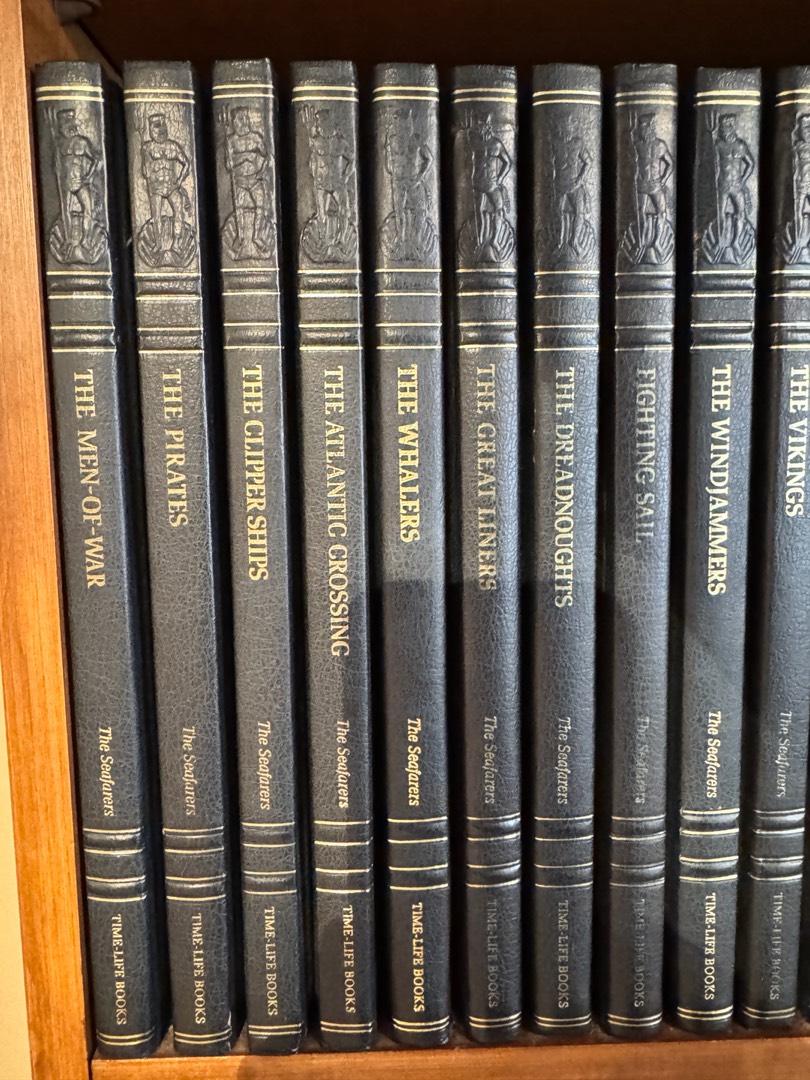 THE MEN-OF-WAR
The Seafarers
TIME-LIFE BOOKS
THE PIRATES
The Seafarers
TIME-LIFE BOOKS
THE CLIPPER SHIPS
The Seafarers
TIME-LIFE BOOKS
THE ATLANTIC CROSSING
The Seafarers
TIME-LIFE BOOKS
THE WHALERS
The Seafarers
TIME-LIFE BOOKS
THE GREAT LINERS
The Seafarers
TIME-LIFE BOOKS
THE DREADNOUGHTS
The Seafarers
TIME-LIFE BOOKS
FIGHTING SAIL
The Seafarers
TIME-LIFE BOOKS
THE WINDJAMMERS
The Seafarers
TIME-LIFE BOOKS
THE VIKINGS
The Seafarers
TIME-LIFE BOOKS